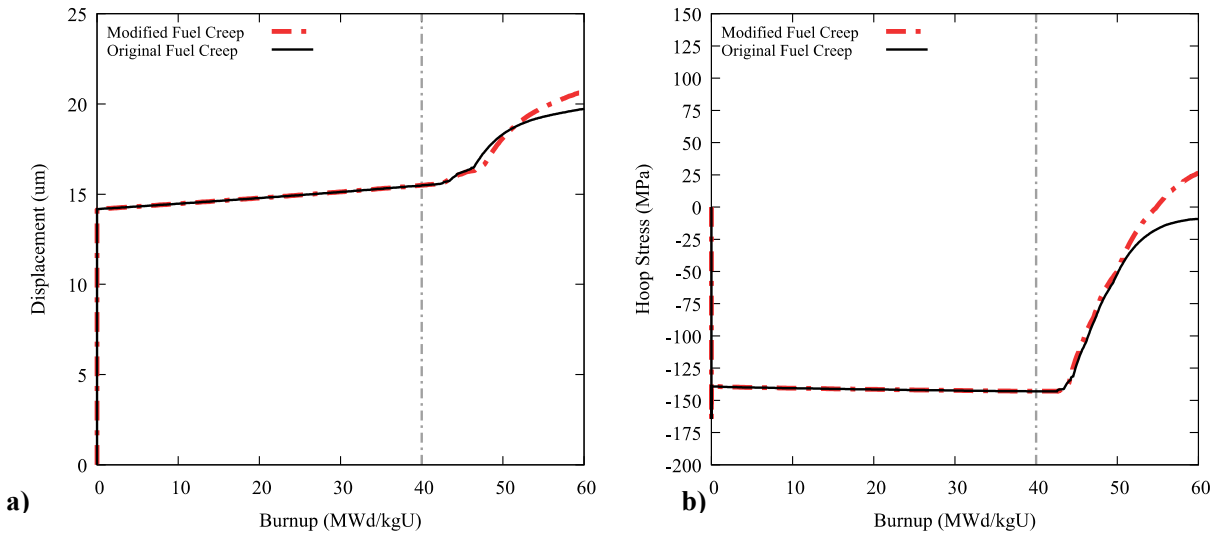 Modified Fuel Creep
Original Fuel Creep
25
20
15
10
5
0
Displacement (um)
0 10 20 30 40 50 60
Burnup (MWd/kgU)
a)
Modified Fuel Creep
Original Fuel Creep
150
125
100
75
50
25
0
-25
-50
-75
-100
-125
-150
-175
-200
Hoop Stress (MPa)
0 10 20 30 40 50 60
Burnup (MWd/kgU)
b)